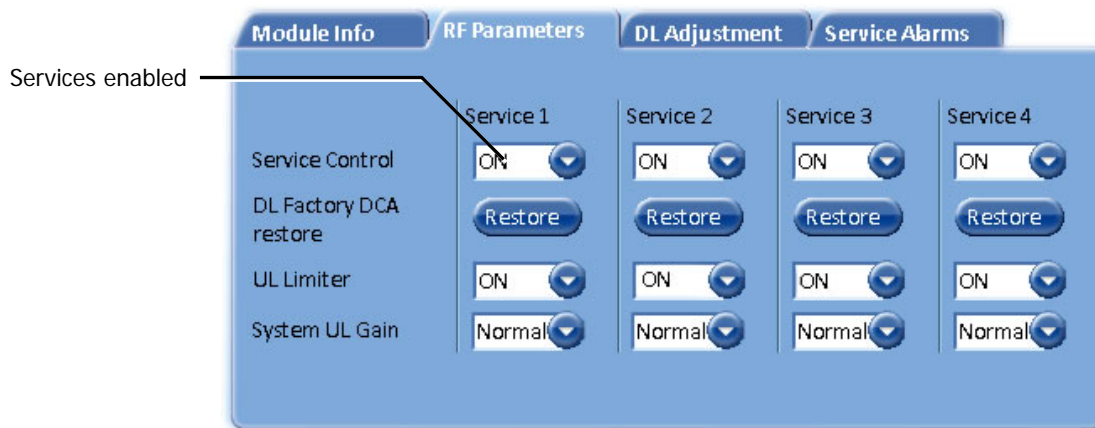 Module Info RF Parameters DL Adjustment Service Alarms
Services enabled
Service 1 Service 2 Service 3 Service 4
Service Control ON ON ON ON
DL Factory DCA
restore
Restore Restore Restore Restore
UL Limiter ON ON ON ON
System UL Gain Normal Normal Normal Normal